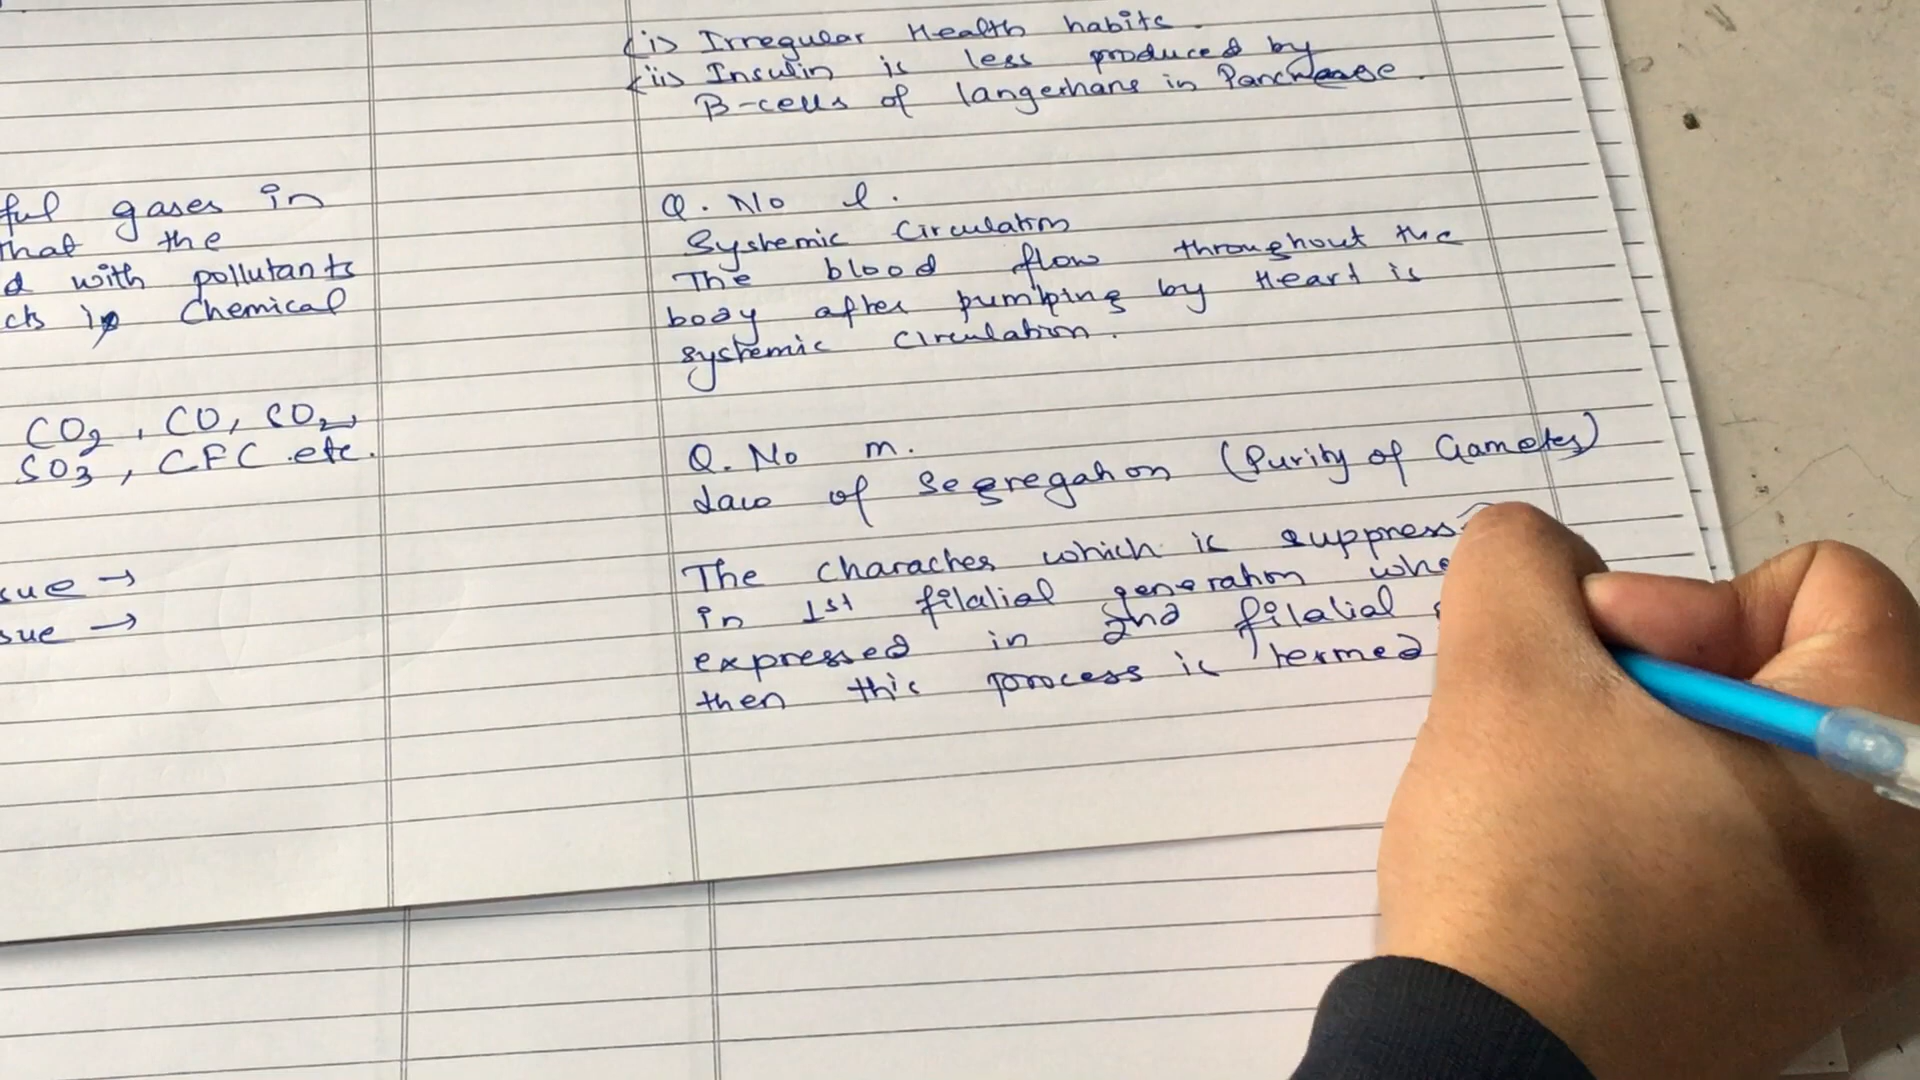 ful gases in
that the
d with pollutants
cts in Chemical
CO2, CO, SO2,
SO3, CFC etc.
sue →
sue →
(i) Irregular Health habits.
(ii) Insulin is less produced by
B-cells of langerhans in Pancrease.
Q. No l.
Systemic Circulation
The blood flow throughout the
body after pumping by Heart is
systemic circulation.
Q. No m.
Law of Segregation (Purity of Gametes)
The character which is suppress
in 1st filalial generation whe
expressed in 2nd filalial
then this process is termed